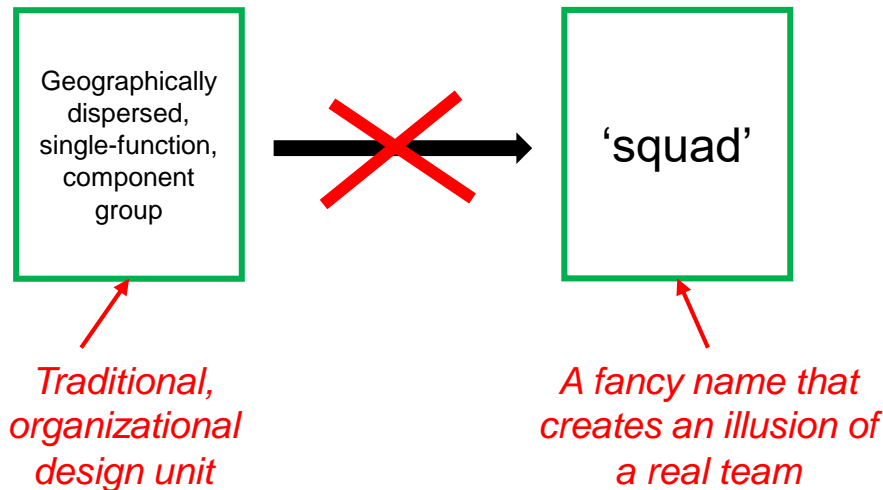 Geographically
dispersed,
single-function,
component
group
‘squad’
Traditional,
organizational
design unit
A fancy name that
creates an illusion of
a real team